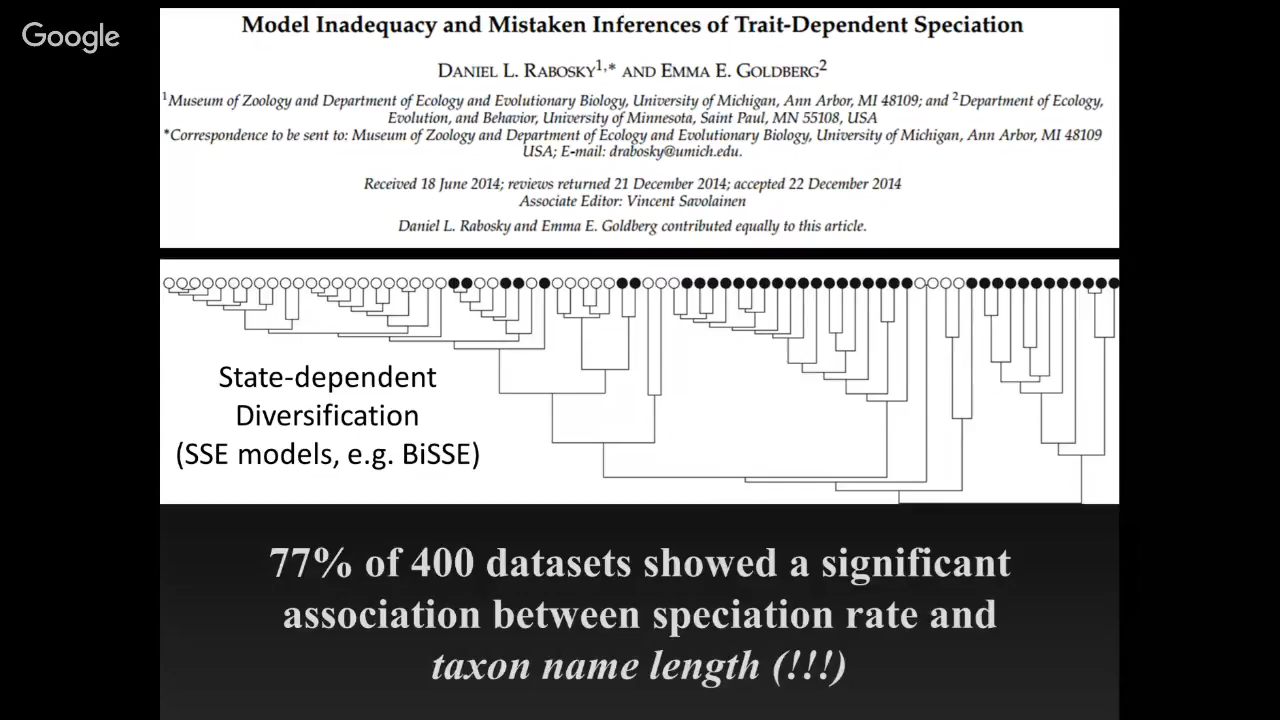 Google
Model Inadequacy and Mistaken Inferences of Trait-Dependent Speciation
DANIEL L. RABOSKY1,* AND EMMA E. GOLDBERG2
1Museum of Zoology and Department of Ecology and Evolutionary Biology, University of Michigan, Ann Arbor, MI 48109; and 2Department of Ecology,
Evolution, and Behavior, University of Minnesota, Saint Paul, MN 55108, USA
*Correspondence to be sent to: Museum of Zoology and Department of Ecology and Evolutionary Biology, University of Michigan, Ann Arbor, MI 48109
USA; E-mail: drabosky@umich.edu.
Received 18 June 2014; reviews returned 21 December 2014; accepted 22 December 2014
Associate Editor: Vincent Savolainen
Daniel L. Rabosky and Emma E. Goldberg contributed equally to this article.
State-dependent
Diversification
(SSE models, e.g. BiSSE)
77% of 400 datasets showed a significant
association between speciation rate and
taxon name length (!!!)